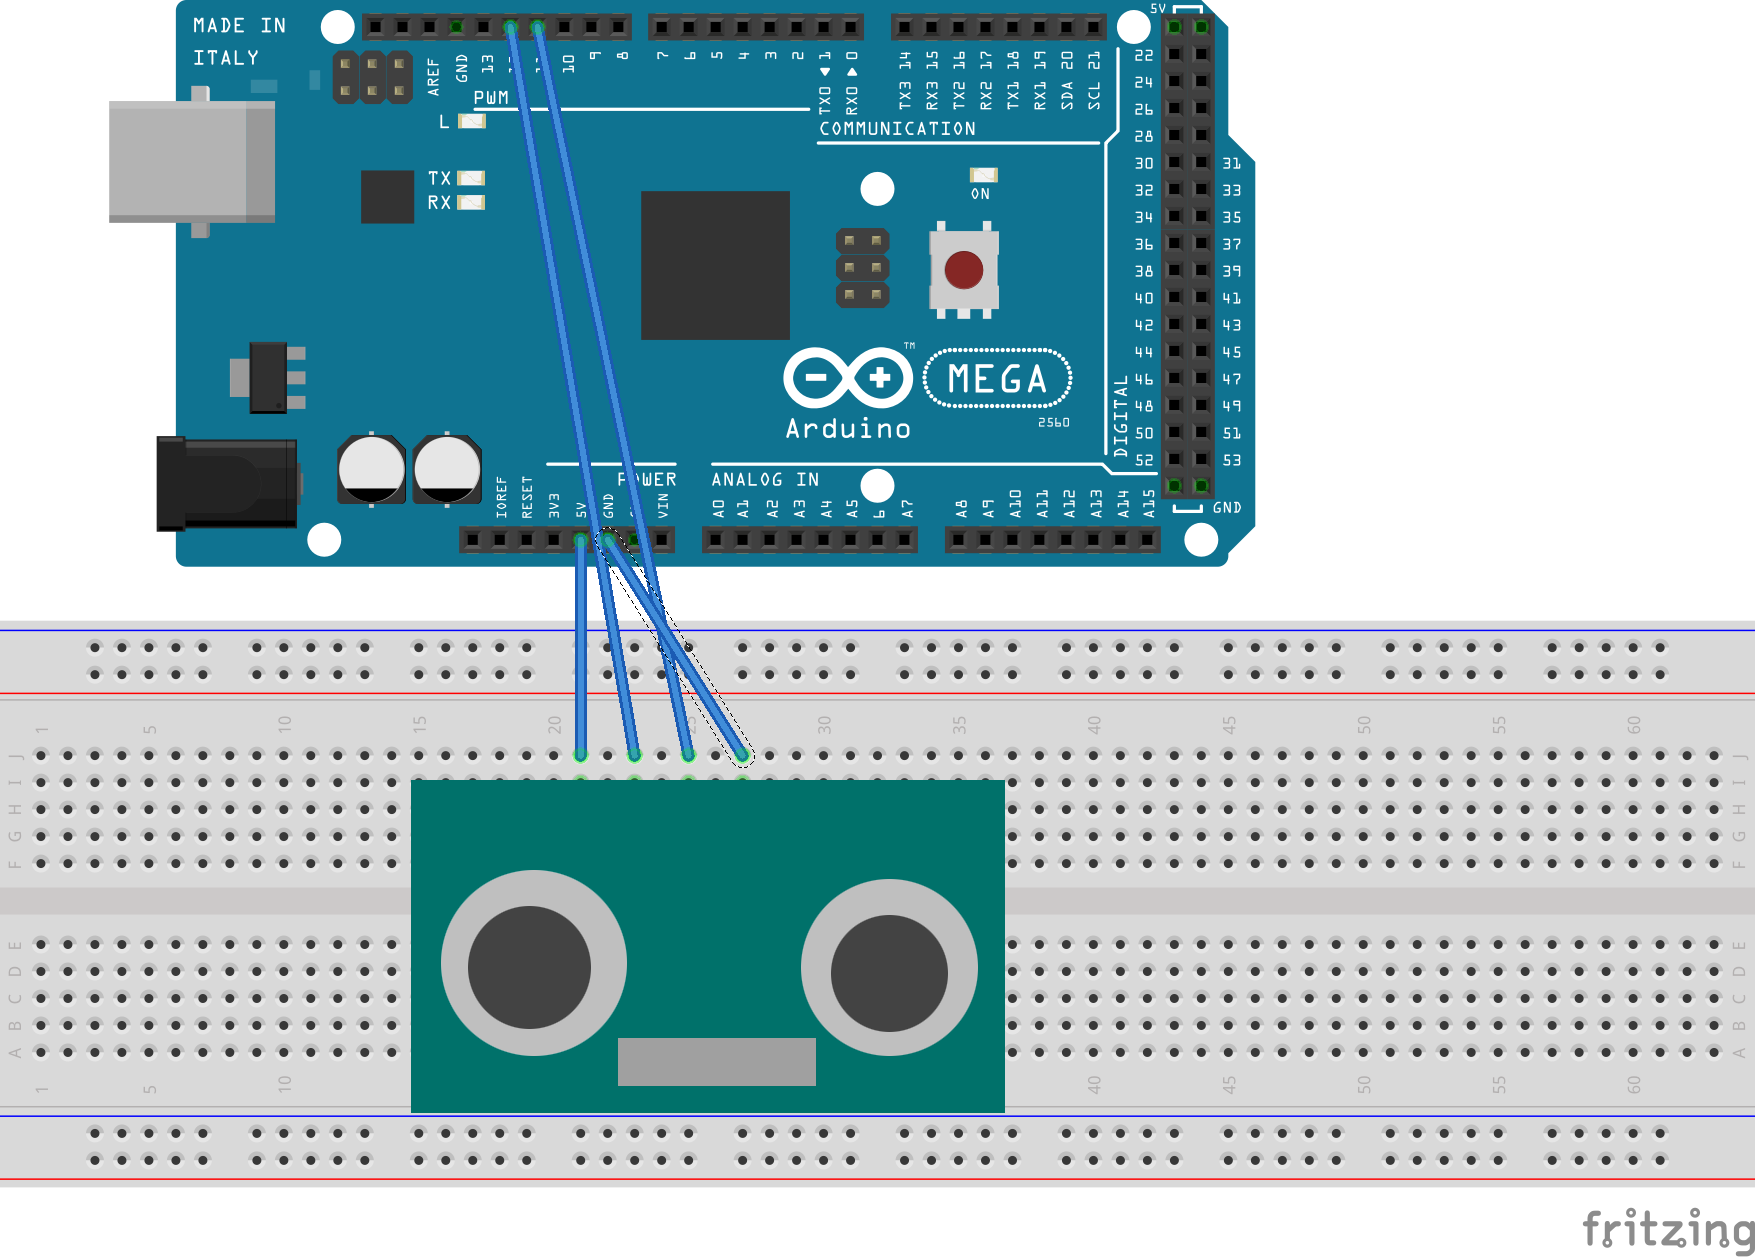 MADE IN
ITALY
5V
AREF
GND
13
10
9
8
7
6
5
4
3
2
TX0 ◀ 1
RX0 ▶ 0
TX3 14
RX3 15
TX2 16
RX2 17
TX1 18
RX1 19
SDA 20
SCL 21
PWM
COMMUNICATION
L
TX
RX
ON
22
24
26
28
30 31
32 33
34 35
36 37
38 39
40 41
42 43
44 45
46 47
48 49
50 51
52 53
GND
DIGITAL
TM
MEGA
Arduino
2560
POWER
ANALOG IN
IOREF
RESET
3V3
5V
GND
VIN
A0
A1
A2
A3
A4
A5
6
A7
A8
A9
A10
A11
A12
A13
A14
A15
1 5 10 15 20 25 30 35 40 45 50 55 60
J J
I I
H H
G G
F F
E E
D D
C C
B B
A A
1 5 10 40 45 50 55 60
fritzing